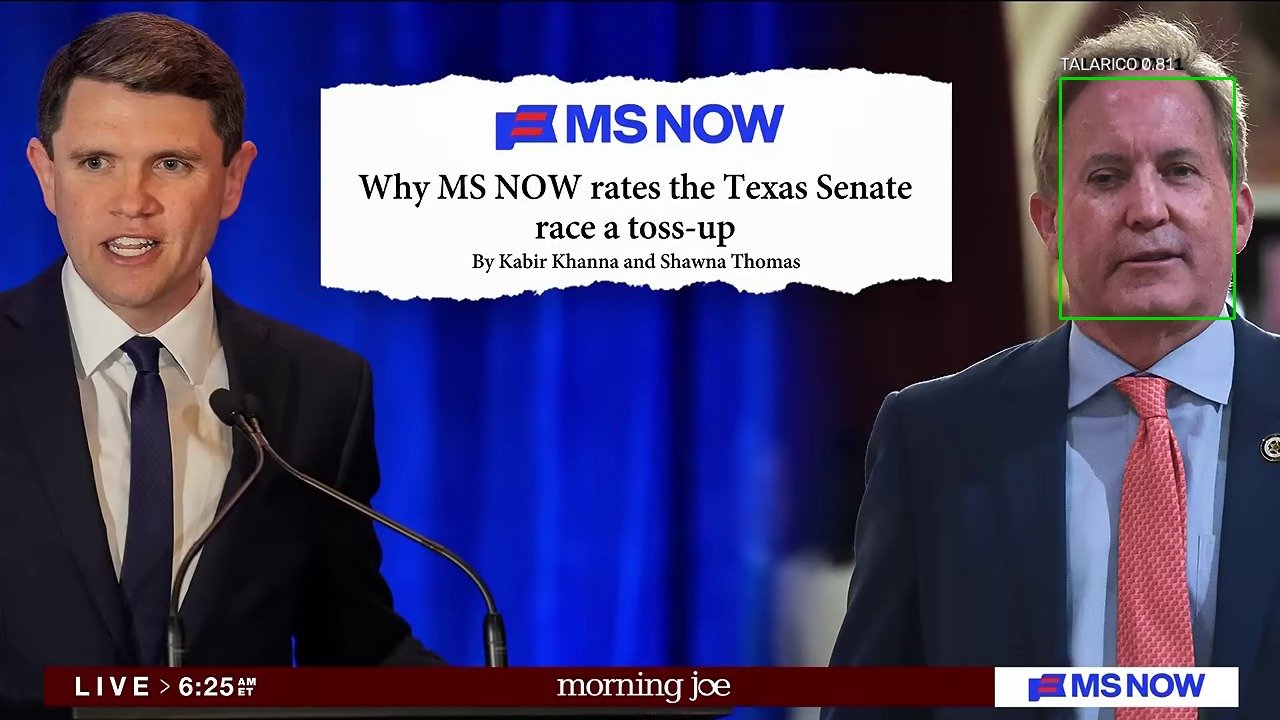 TALARICO 0.811
MS NOW
Why MS NOW rates the Texas Senate
race a toss-up
By Kabir Khanna and Shawna Thomas
LIVE > 6:25 AM ET
morning joe
MS NOW